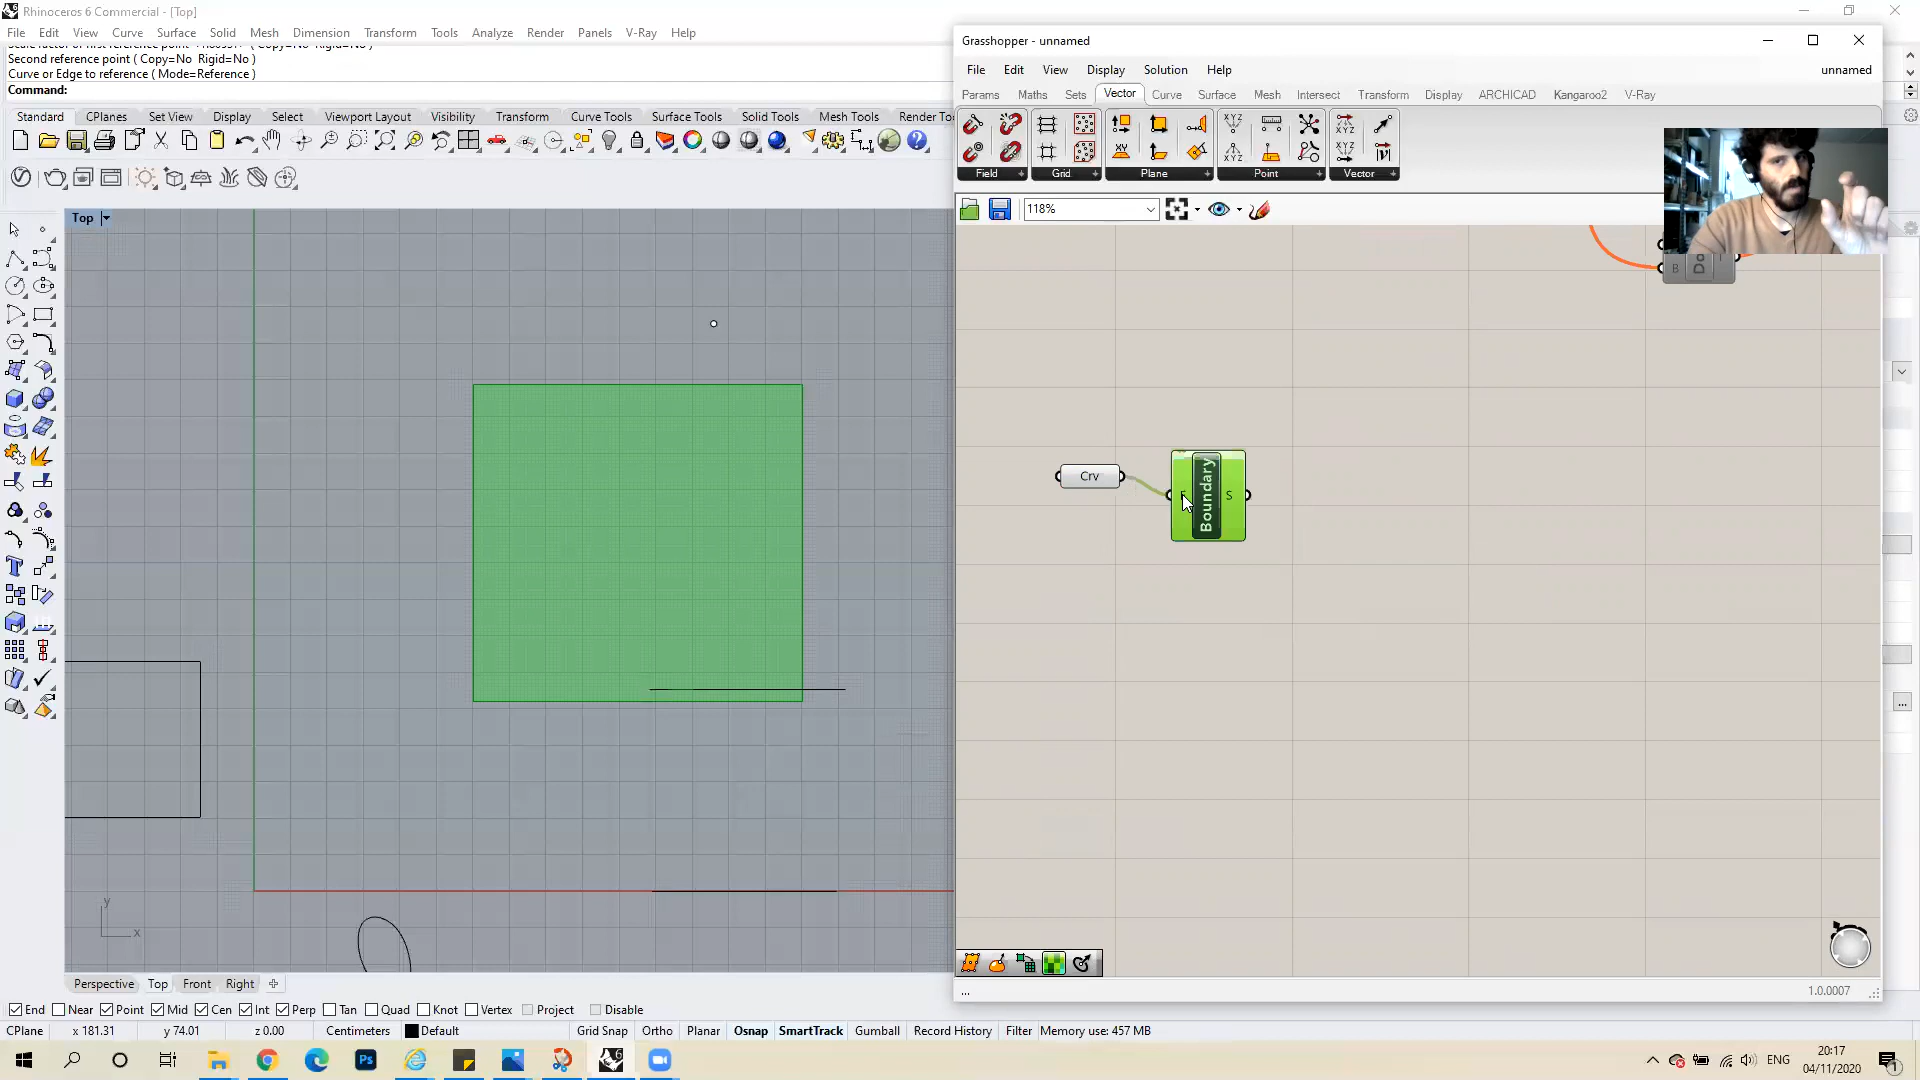 Rhinoceros 6 Commercial - [Top]
File Edit View Curve Surface Solid Mesh Dimension Transform Tools Analyze Render Panels V-Ray Help
Second reference point ( Copy=No Rigid=No )
Curve or Edge to reference ( Mode=Reference )
Command:
Standard CPlanes Set View Display Select Viewport Layout Visibility Transform Curve Tools Surface Tools Solid Tools Mesh Tools Render To
Top
y
x
Perspective Top Front Right
End Near Point Mid Cen Int Perp Tan Quad Knot Vertex Project Disable
CPlane x 181.31 y 74.01 z 0.00 Centimeters Default Grid Snap Ortho Planar Osnap SmartTrack Gumball Record History Filter Memory use: 457 MB
Grasshopper - unnamed
File Edit View Display Solution Help unnamed
Params Maths Sets Vector Curve Surface Mesh Intersect Transform Display ARCHICAD Kangaroo2 V-Ray
Field Grid Plane Point Vector
118%
B Do I
Crv
Boundary S
... 1.0.0007
ENG
20:17
04/11/2020